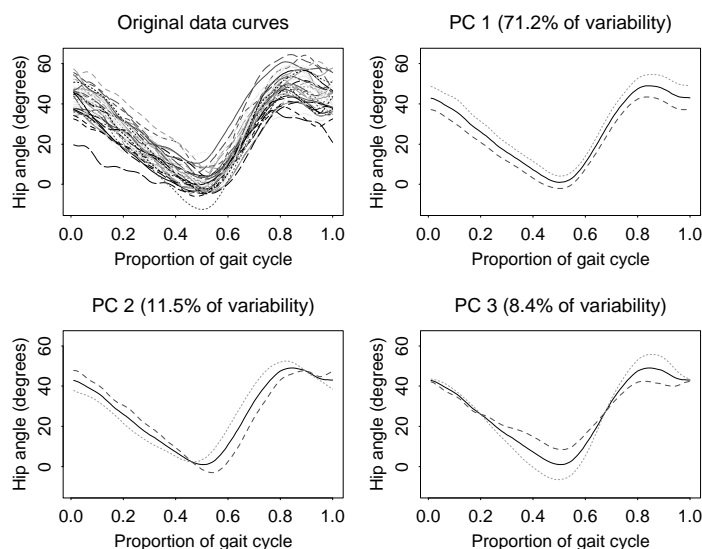 Original data curves
Hip angle (degrees)
0 20 40 60
0.0 0.2 0.4 0.6 0.8 1.0
Proportion of gait cycle
PC 1 (71.2% of variability)
Hip angle (degrees)
0 20 40 60
0.0 0.2 0.4 0.6 0.8 1.0
Proportion of gait cycle
PC 2 (11.5% of variability)
Hip angle (degrees)
0 20 40 60
0.0 0.2 0.4 0.6 0.8 1.0
Proportion of gait cycle
PC 3 (8.4% of variability)
Hip angle (degrees)
0 20 40 60
0.0 0.2 0.4 0.6 0.8 1.0
Proportion of gait cycle